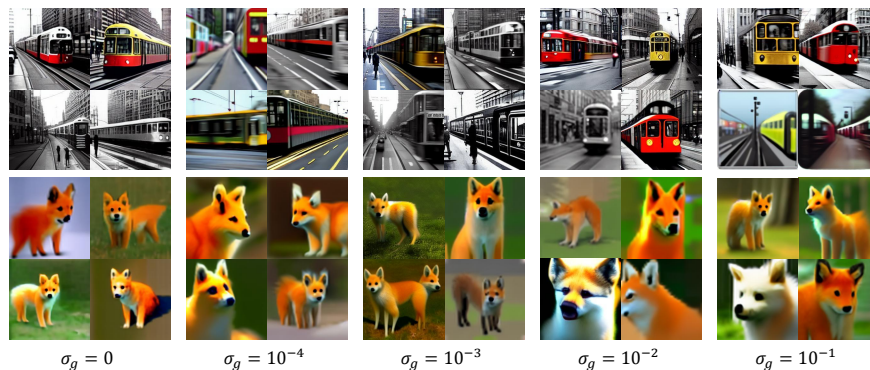 σ_g = 0
σ_g = 10⁻⁴
σ_g = 10⁻³
σ_g = 10⁻²
σ_g = 10⁻¹